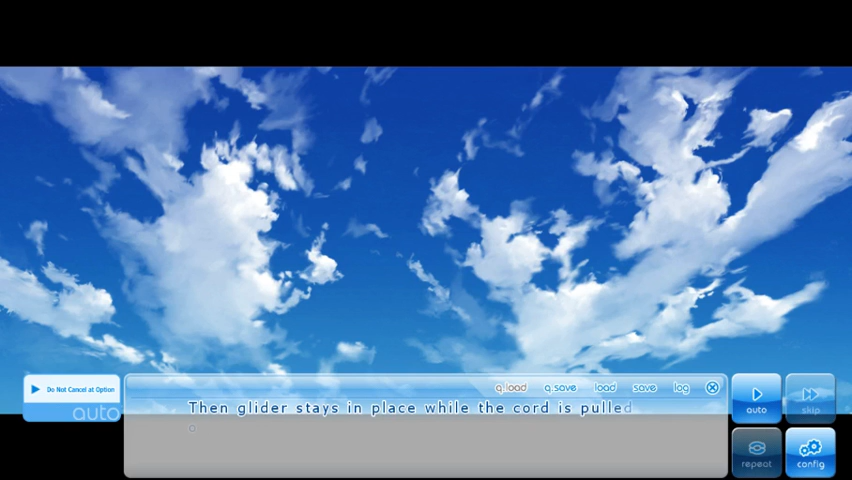 Do Not Cancel at Option
auto
q.load q.save load save log
Then glider stays in place while the cord is pulled
auto
skip
repeat
config